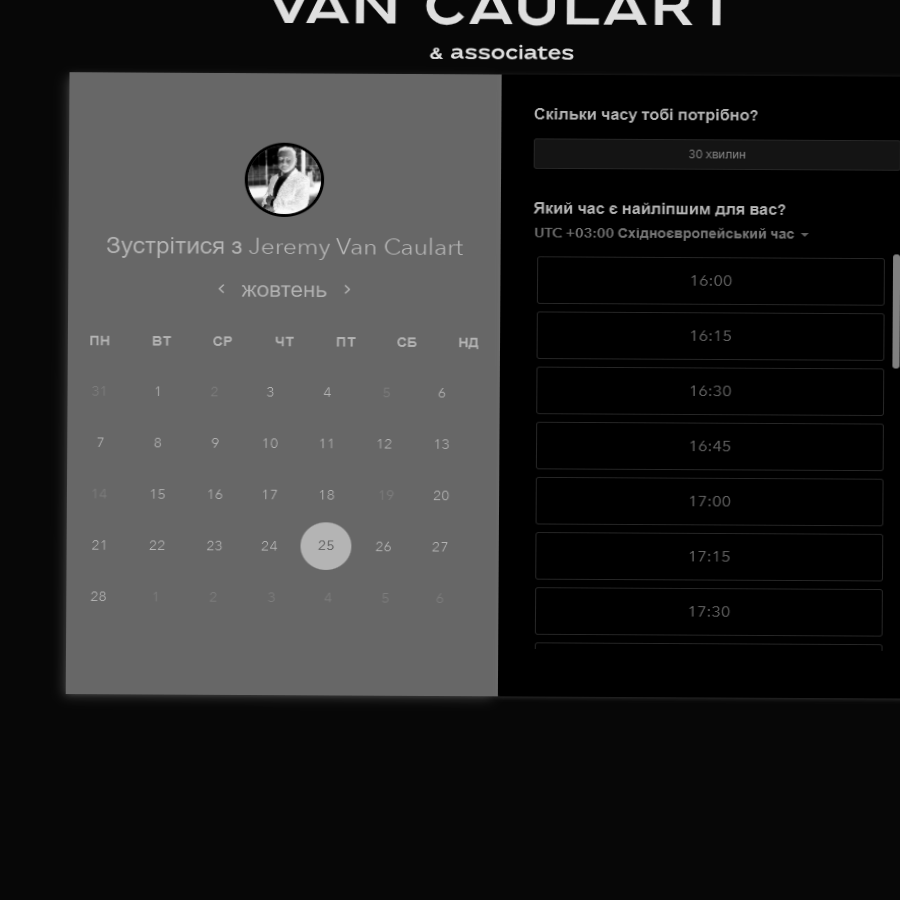 VAN CAULART
& associates
Зустрітися з Jeremy Van Caulart
жовтень
ПН ВТ СР ЧТ ПТ СБ НД
31 1 2 3 4 5 6
7 8 9 10 11 12 13
14 15 16 17 18 19 20
21 22 23 24 25 26 27
28 1 2 3 4 5 6
Скільки часу тобі потрібно?
30 хвилин
Який час є найліпшим для вас?
UTC +03:00 Східноєвропейський час
16:00
16:15
16:30
16:45
17:00
17:15
17:30